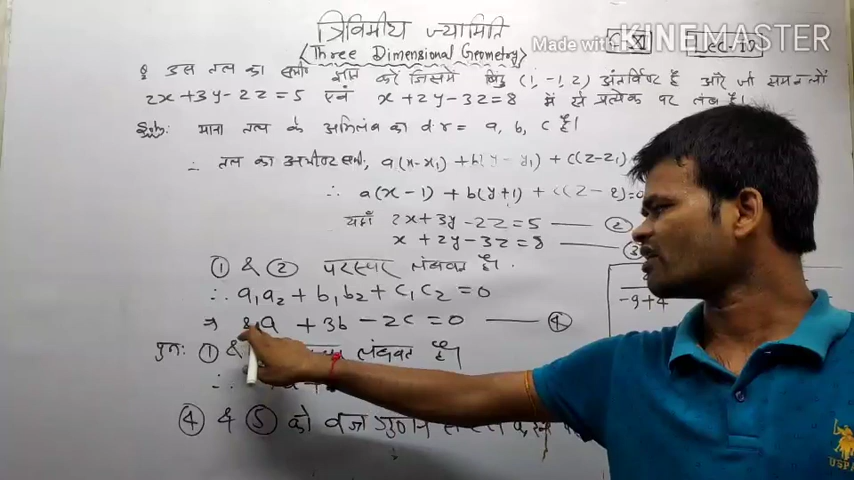 त्रिविमीय ज्यामिति
Made with KINEMASTER
(Three Dimensional Geometry)
उस तल का समी ज्ञात करें जिसमें बिंदु (1, -1, 2) अंतर्विष्ट है और जो समतलों
2x+3y-2z=5 एवं x+2y-3z=8 में से प्रत्येक पर लंब है।
Soln: माना तल के अभिलंब का d.r = a, b, c है।
∴ तल का अभीष्ट समी, a(x-x₁) + b(y-y₁) + c(z-z₁)
∴ a(x-1) + b(y+1) + c(z-2)=0
यहाँ 2x+3y-2z=5 — ②
x+2y-3z=8 — ③
① & ② परस्पर लंबवत है।
∴ a₁a₂ + b₁b₂ + c₁c₂ = 0
-9+4
⇒ 2a + 3b - 2c = 0 — ④
पुनः ① & लंबवत है।
∴
④ & ⑤ को वज्र गुणन
USPA